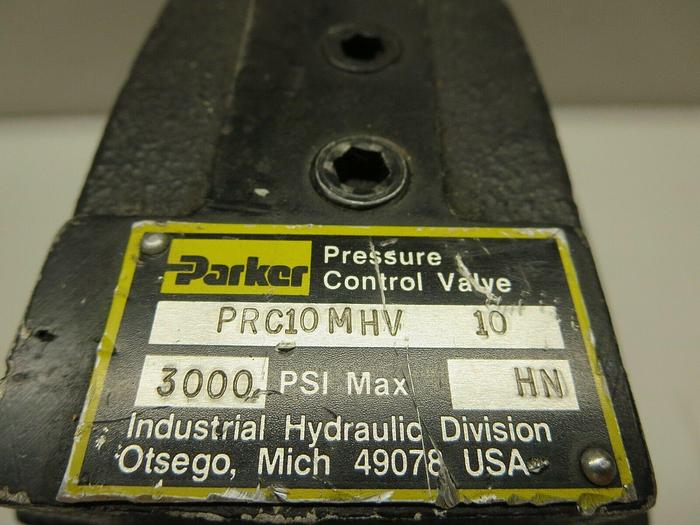 Parker
Pressure
Control Valve
PRC10MHV 10
3000 PSI Max HN
Industrial Hydraulic Division
Otsego, Mich 49078 USA